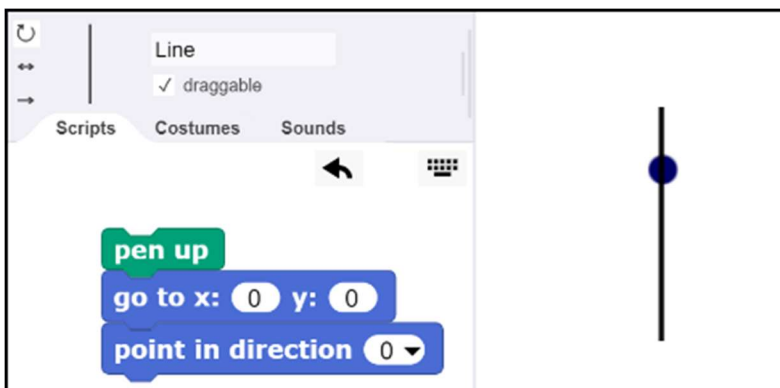 Line
draggable
Scripts Costumes Sounds
pen up
go to x: 0 y: 0
point in direction 0